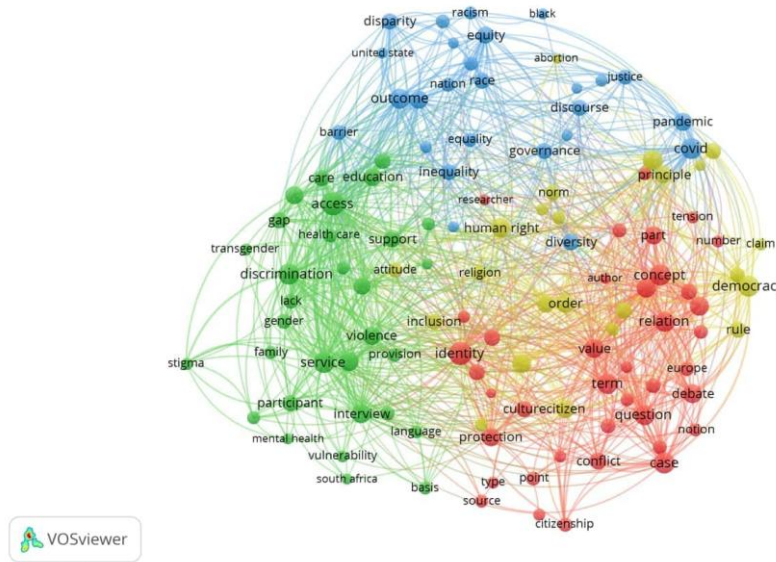 racism
black
disparity
equity
united state
abortion
nation
race
justice
outcome
discourse
pandemic
barrier
equality
covid
governance
care
education
inequality
principle
access
researcher
norm
gap
tension
health care
support
human right
part
number
claim
transgender
diversity
discrimination
attitude
religion
author
concept
democrac
lack
order
gender
inclusion
relation
rule
violence
value
stigma
family
service
provision
identity
europe
term
debate
participant
interview
culture
citizen
question
language
notion
mental health
protection
vulnerability
conflict
case
south africa
type
point
basis
source
citizenship
VOSviewer